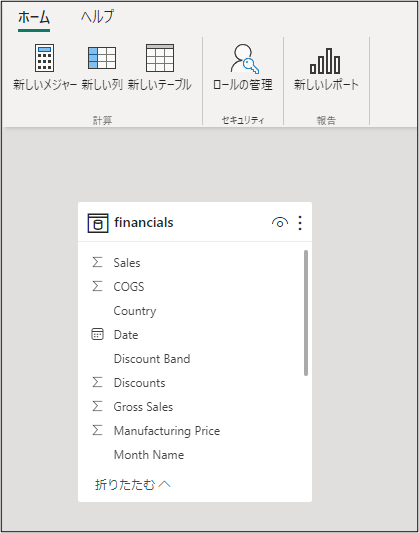 ホーム ヘルプ
新しいメジャー 新しい列 新しいテーブル ロールの管理 新しいレポート
計算 セキュリティ 報告
financials
Sales
COGS
Country
Date
Discount Band
Discounts
Gross Sales
Manufacturing Price
Month Name
折りたたむ